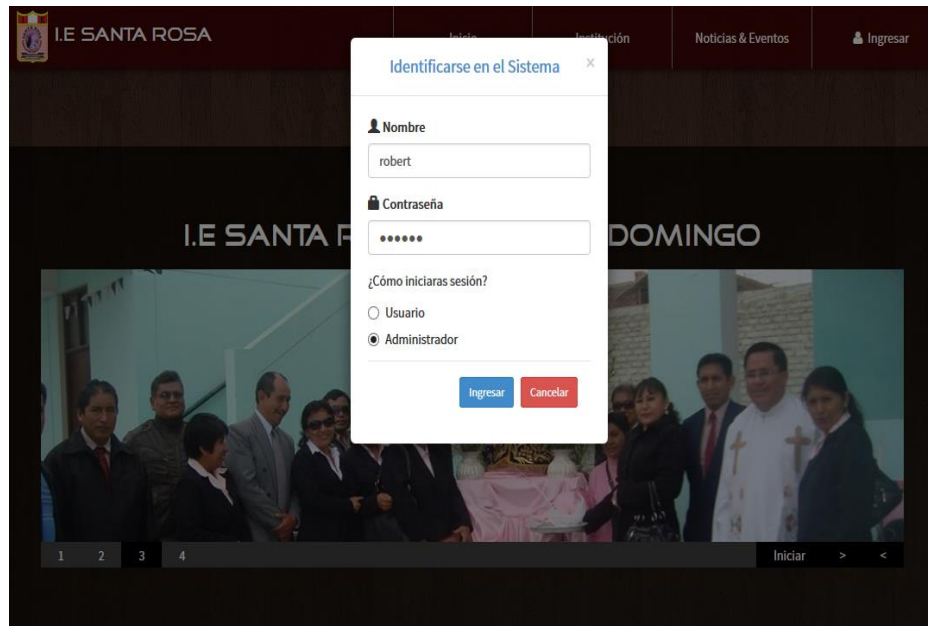 I.E SANTA ROSA
Institución
Noticias & Eventos
Ingresar
Identificarse en el Sistema
×
Nombre
robert
Contraseña
••••••
¿Cómo iniciaras sesión?
Usuario
Administrador
Ingresar
Cancelar
I.E SANTA R
DOMINGO
1 2 3 4
Iniciar > <